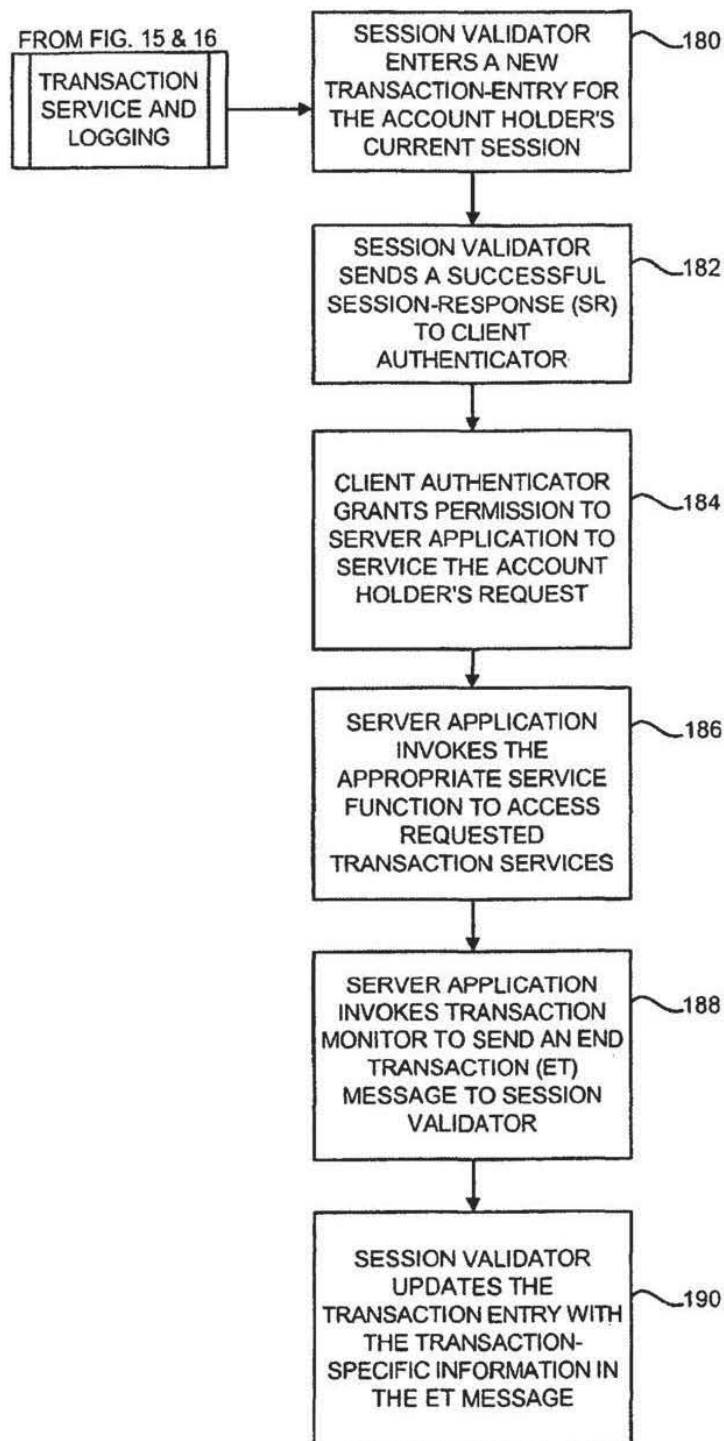 FROM FIG. 15 & 16
TRANSACTION
SERVICE AND
LOGGING
SESSION VALIDATOR
ENTERS A NEW
TRANSACTION-ENTRY FOR
THE ACCOUNT HOLDER'S
CURRENT SESSION
180
SESSION VALIDATOR
SENDS A SUCCESSFUL
SESSION-RESPONSE (SR)
TO CLIENT
AUTHENTICATOR
182
CLIENT AUTHENTICATOR
GRANTS PERMISSION TO
SERVER APPLICATION TO
SERVICE THE ACCOUNT
HOLDER'S REQUEST
184
SERVER APPLICATION
INVOKES THE
APPROPRIATE SERVICE
FUNCTION TO ACCESS
REQUESTED
TRANSACTION SERVICES
186
SERVER APPLICATION
INVOKES TRANSACTION
MONITOR TO SEND AN END
TRANSACTION (ET)
MESSAGE TO SESSION
VALIDATOR
188
SESSION VALIDATOR
UPDATES THE
TRANSACTION ENTRY WITH
THE TRANSACTION-
SPECIFIC INFORMATION IN
THE ET MESSAGE
190